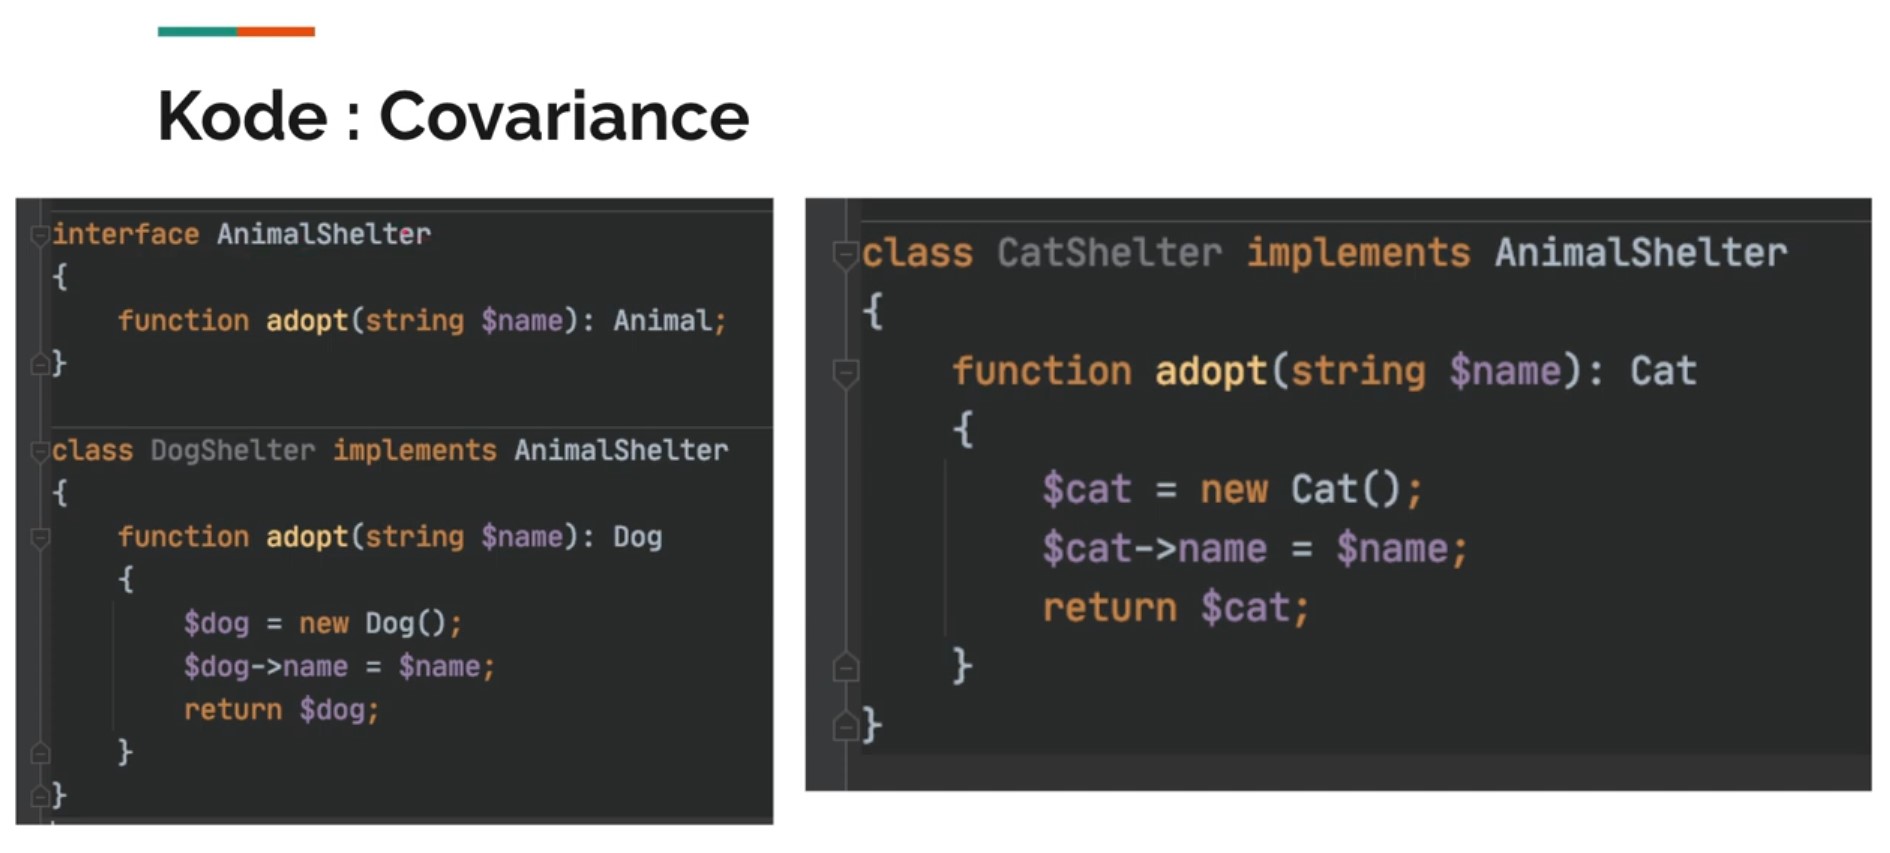 Kode : Covariance
interface AnimalShelter
{
    function adopt(string $name): Animal;
}
class DogShelter implements AnimalShelter
{
    function adopt(string $name): Dog
    {
        $dog = new Dog();
        $dog->name = $name;
        return $dog;
    }
}
class CatShelter implements AnimalShelter
{
    function adopt(string $name): Cat
    {
        $cat = new Cat();
        $cat->name = $name;
        return $cat;
    }
}